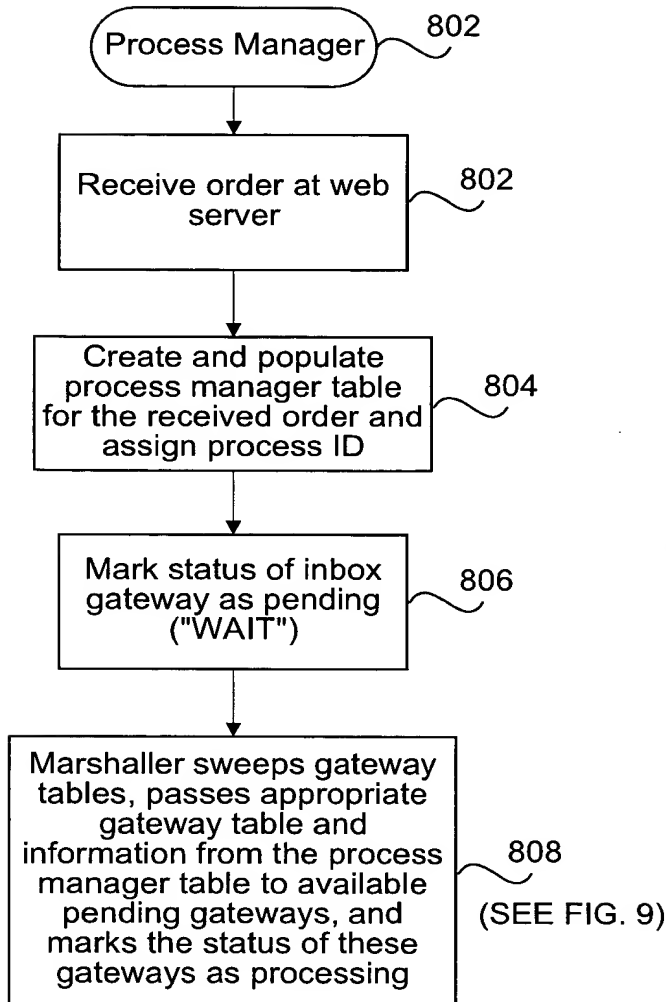 Process Manager
802
Receive order at web
server
802
Create and populate
process manager table
for the received order and
assign process ID
804
Mark status of inbox
gateway as pending
("WAIT")
806
Marshaller sweeps gateway
tables, passes appropriate
gateway table and
information from the process
manager table to available
pending gateways, and
marks the status of these
gateways as processing
808
(SEE FIG. 9)